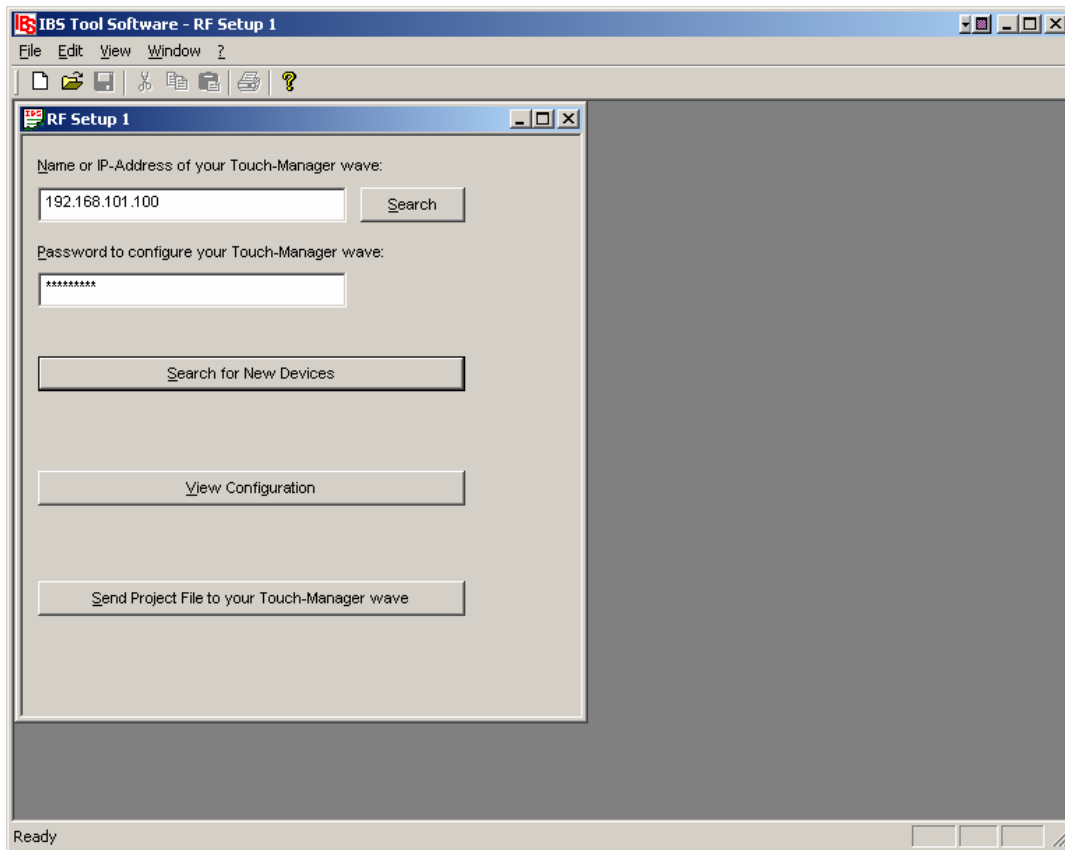 IBS IBS Tool Software - RF Setup 1
File Edit View Window ?
RF Setup 1
Name or IP-Address of your Touch-Manager wave:
192.168.101.100 Search
Password to configure your Touch-Manager wave:
*********
Search for New Devices
View Configuration
Send Project File to your Touch-Manager wave
Ready